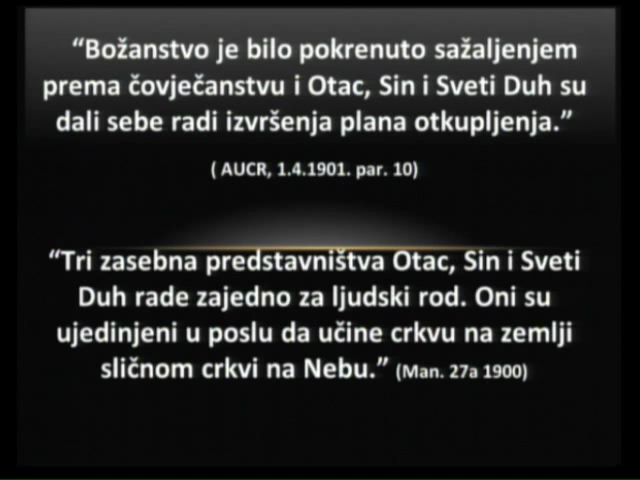 “Božanstvo je bilo pokrenuto sažaljenjem
prema čovječanstvu i Otac, Sin i Sveti Duh su
dali sebe radi izvršenja plana otkupljenja.”
( AUCR, 1.4.1901. par. 10)
“Tri zasebna predstavništva Otac, Sin i Sveti
Duh rade zajedno za ljudski rod. Oni su
ujedinjeni u poslu da učine crkvu na zemlji
sličnom crkvi na Nebu.” (Man. 27a 1900)